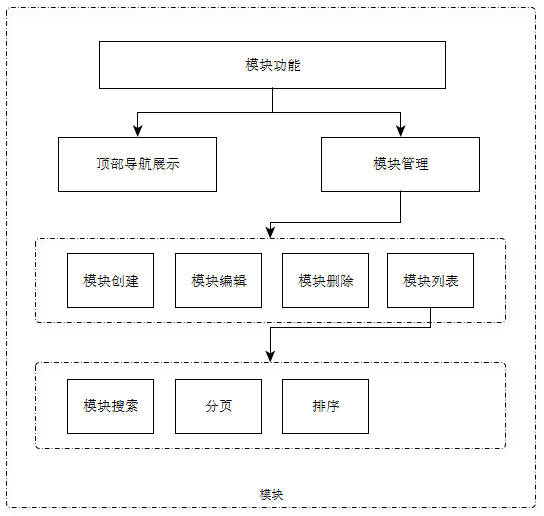 模块功能
顶部导航展示
模块管理
模块创建
模块编辑
模块删除
模块列表
模块搜索
分页
排序
模块